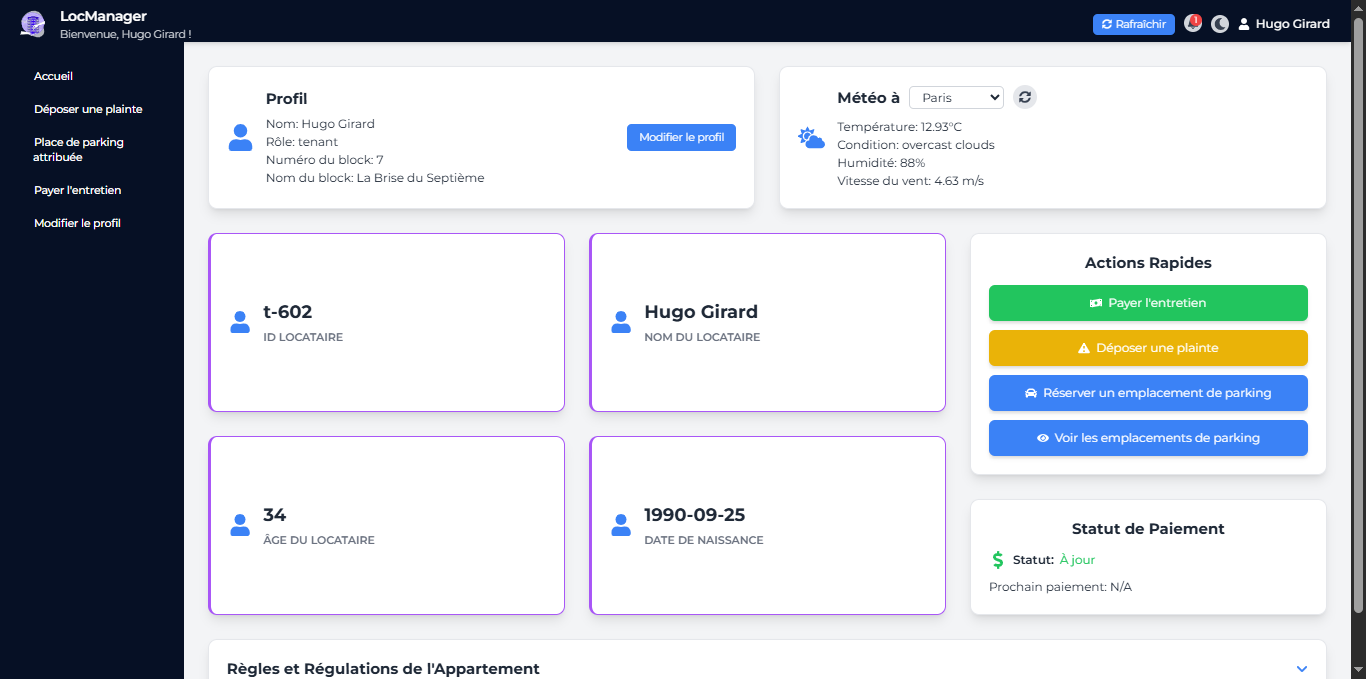 LocManager
Bienvenue, Hugo Girard !
Rafraîchir
1
Hugo Girard
Accueil
Déposer une plainte
Place de parking
attribuée
Payer l'entretien
Modifier le profil
Profil
Nom: Hugo Girard
Rôle: tenant
Numéro du block: 7
Nom du block: La Brise du Septième
Modifier le profil
Météo à
Paris
Température: 12.93°C
Condition: overcast clouds
Humidité: 88%
Vitesse du vent: 4.63 m/s
t-602
ID LOCATAIRE
Hugo Girard
NOM DU LOCATAIRE
34
ÂGE DU LOCATAIRE
1990-09-25
DATE DE NAISSANCE
Actions Rapides
Payer l'entretien
Déposer une plainte
Réserver un emplacement de parking
Voir les emplacements de parking
Statut de Paiement
Statut: À jour
Prochain paiement: N/A
Règles et Régulations de l'Appartement